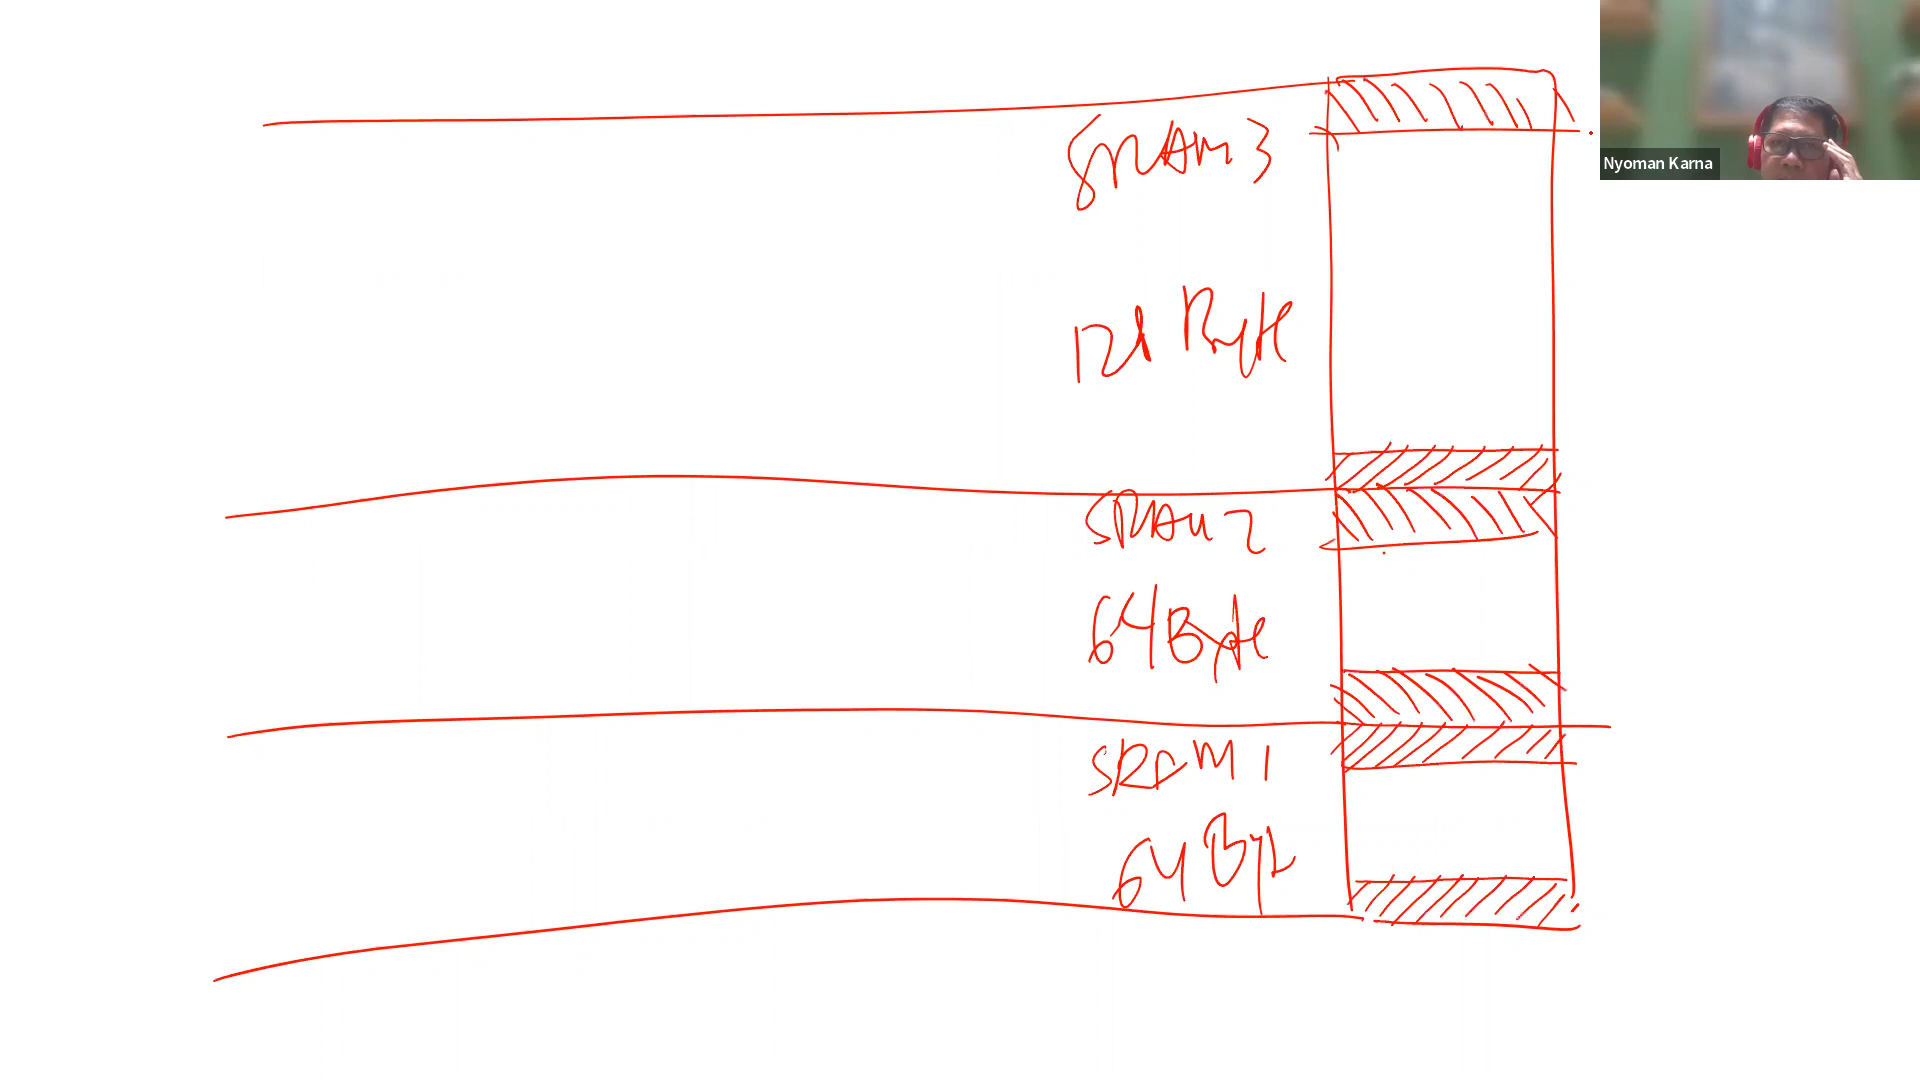 SRAM 3
Nyoman Karna
128 Byte
SRAM 2
64 Byte
SRAM 1
64 Byte